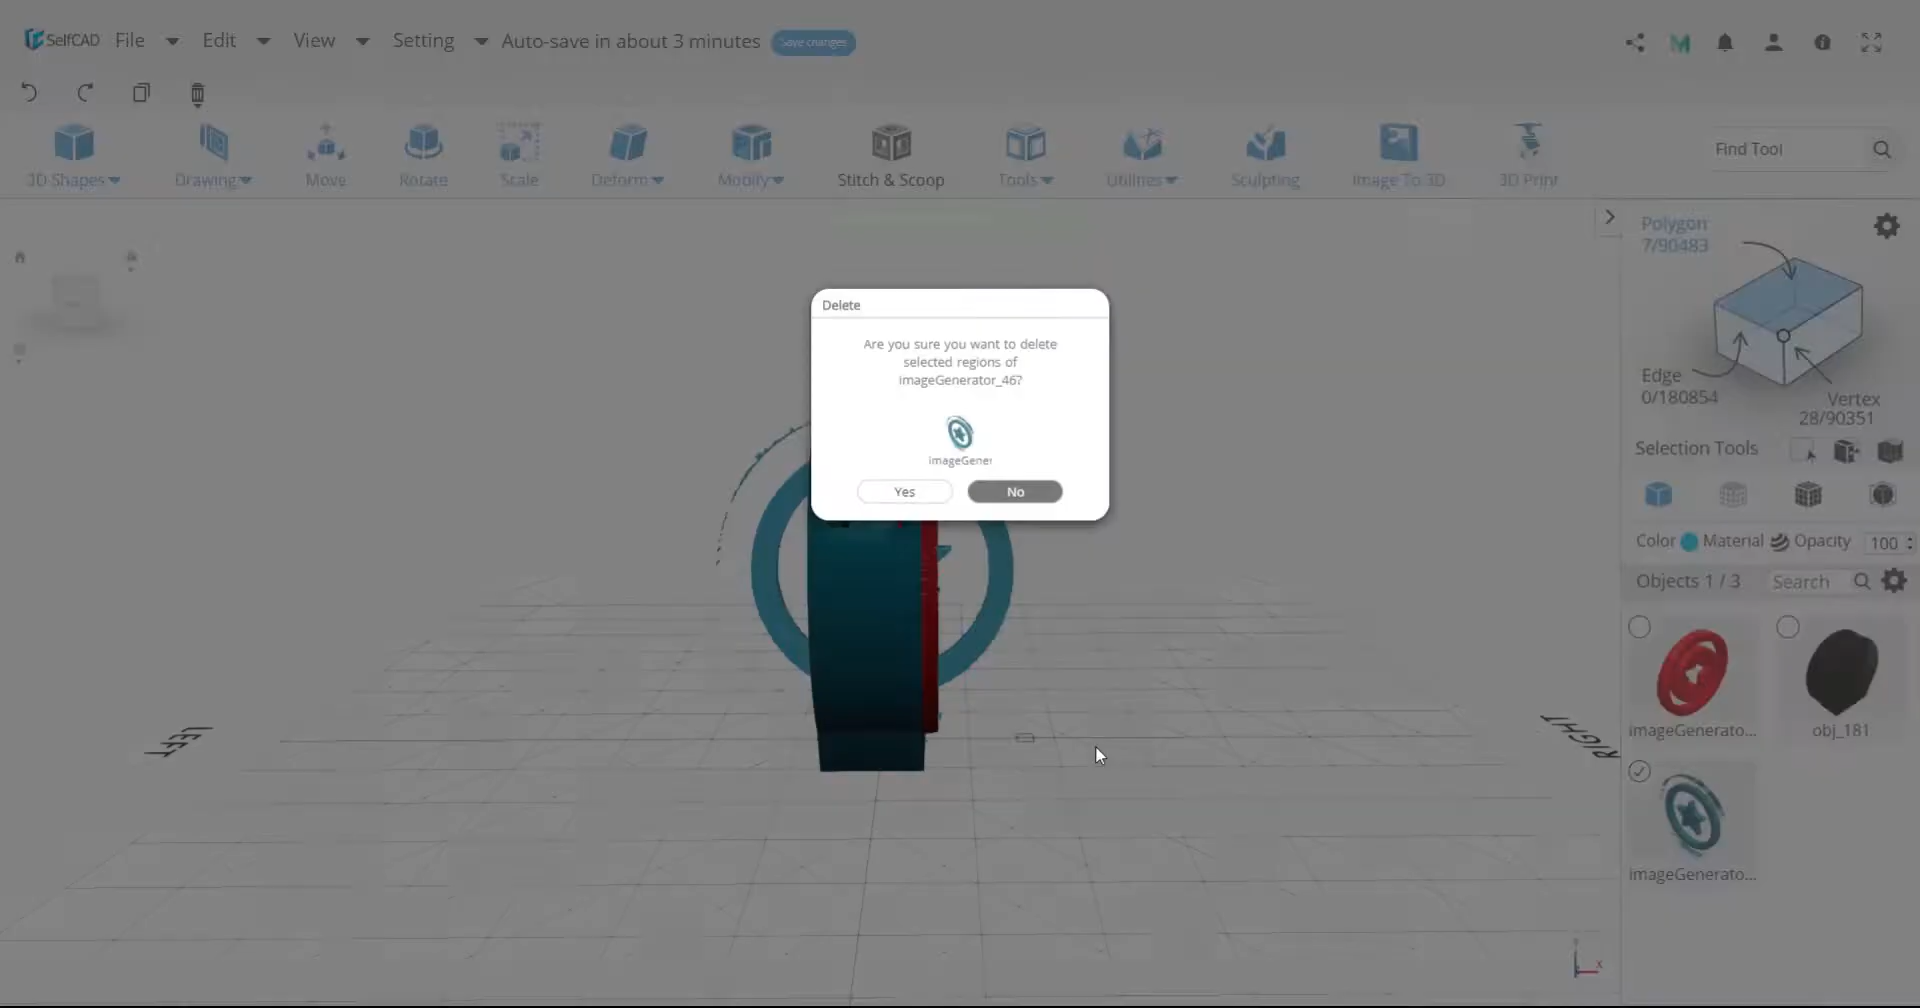 SelfCAD File Edit View Setting Auto-save in about 3 minutes Save changes
3D Shapes Drawing Move Rotate Scale Deform Modify Stitch & Scoop Tools Utilities Sculpting Image To 3D 3D Print
Find Tool
Polygon
7/90483
Edge
0/180854
Vertex
28/90351
Selection Tools
Color Material Opacity 100
Objects 1 / 3 Search
imageGenerato... obj_181
imageGenerato...
Delete
Are you sure you want to delete
selected regions of
imageGenerator_46?
imageGener
Yes No
LEFT
RIGHT
X